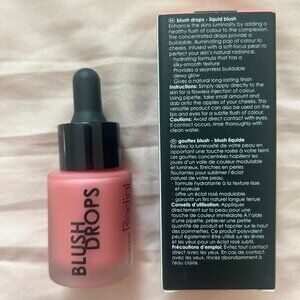 BLUSH
DROPS
Rodial
blush drops - liquid blush
Enhance the skins luminosity by adding a
healthy flush of colour to the complexion.
The concentrated drops provide a
buildable, illuminating pop of colour to
cheeks. Infused with a soft-focus pearl to
perfect your skin's natural radiance.
- hydrating formula that has a
silky-smooth texture
- Provides a seamless buildable
dewy glow
- Gives a natural long-lasting finish
Instructions: Simply apply directly to the
skin for a flawless injection of colour.
Using pipette, take small amount and
dab onto the apples of your cheeks. This
versatile product can also be used on the
lips and eyes for a subtle flush of colour.
Cautions: Avoid direct contact with eyes.
If contact occurs, rinse thoroughly with
clean water.
gouttes blush - blush liquide
Révélez la luminosité de votre peau en
apportant une touche rosée à votre teint.
Les gouttes concentrées habillent les
joues d'un voile de couleur modulable
et lumineux. Enrichies en perles
floutantes pour sublimer l'éclat
naturel de votre peau.
- formule hydratante à la texture lisse
et soyeuse
- offre un éclat rosé modulable
- garantit un fini naturel longue tenue
Conseils d'utilisation: Appliquer
directement sur la peau pour une
touche de couleur immédiate. A l'aide
d'une pipette, prélever une petite
quantité de produit et tapoter sur le haut
des pommettes. Ce produit polyvalent
peut également être utilisé sur les lèvres
et les yeux pour un éclat rosé subtil.
Précautions d'emploi: Evitez tout contact
direct avec les yeux. En cas de contact
avec les yeux, rincez abondamment à
l'eau claire.